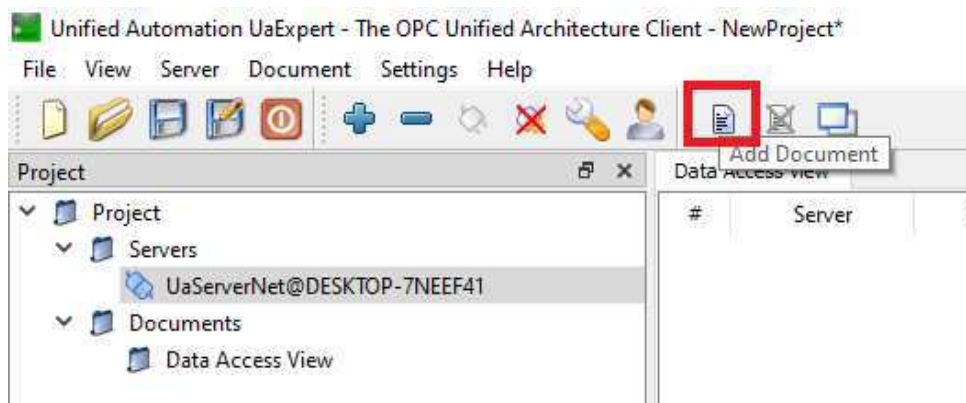 Unified Automation UaExpert - The OPC Unified Architecture Client - NewProject*
File View Server Document Settings Help
Add Document
Project
Data Access View
Project
# Server
Servers
UaServerNet@DESKTOP-7NEEF41
Documents
Data Access View